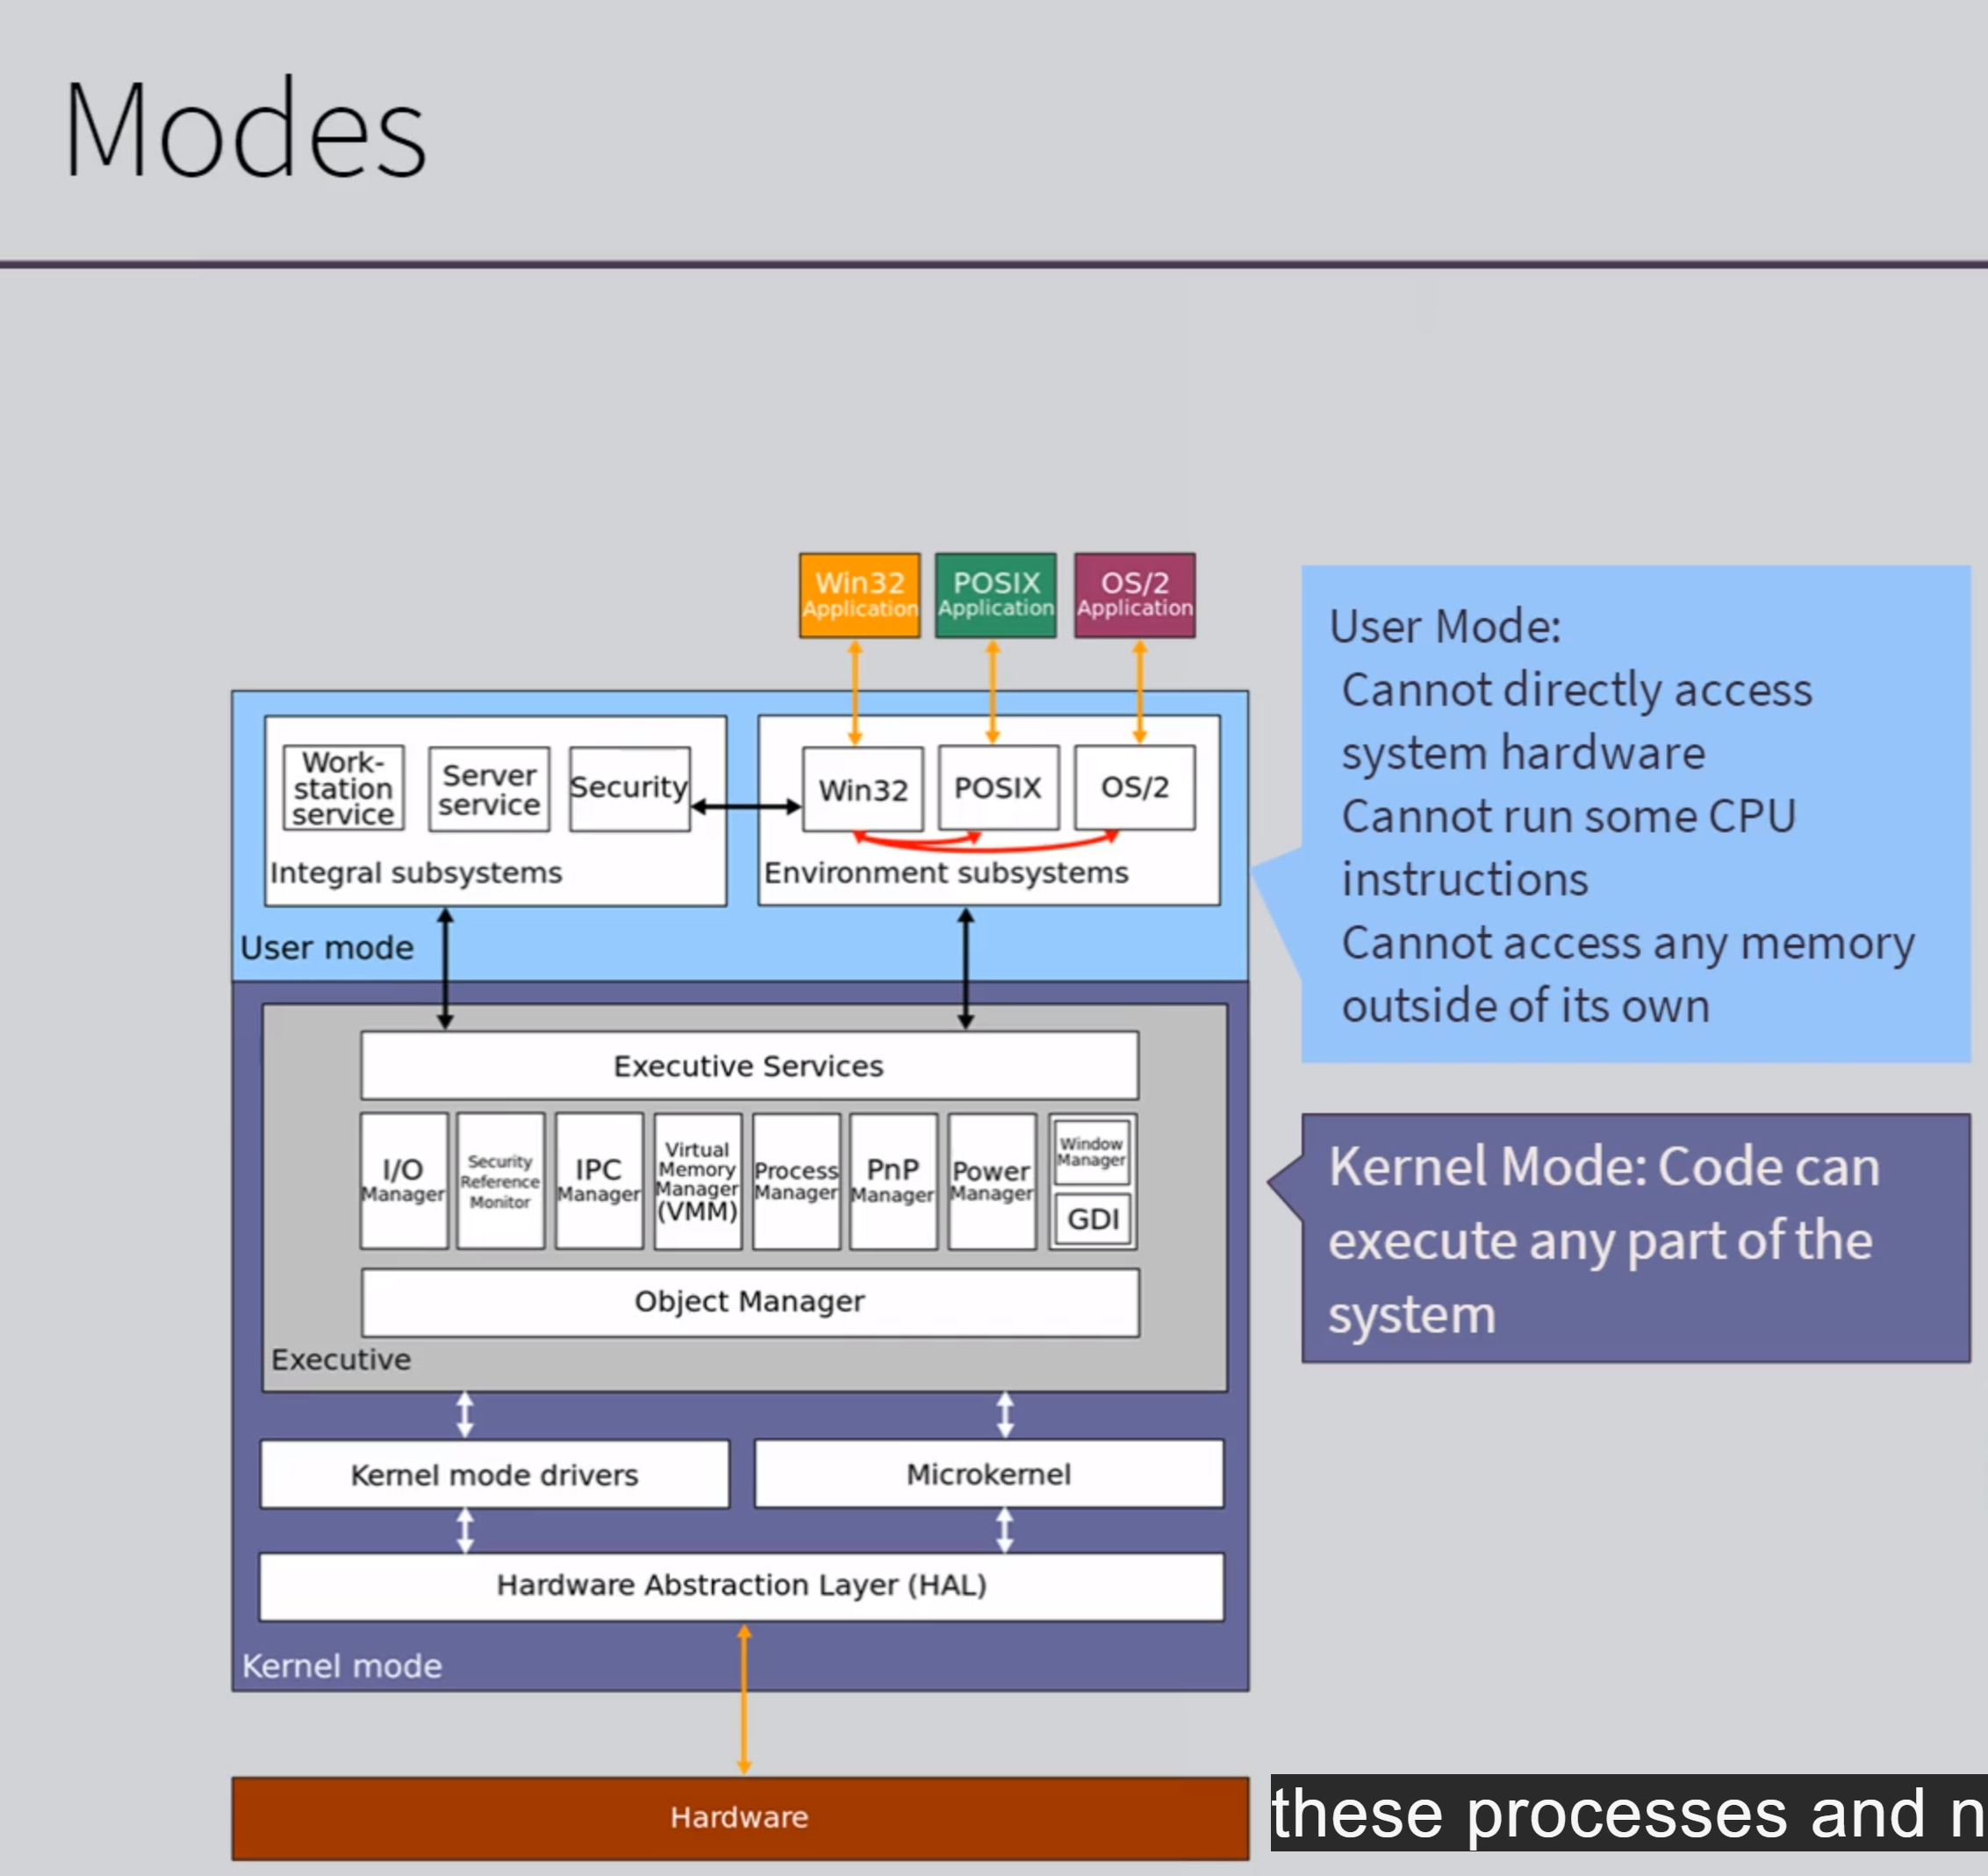 Modes
Win32
Application
POSIX
Application
OS/2
Application
Work-
station
service
Server
service
Security
Integral subsystems
Win32
POSIX
OS/2
Environment subsystems
User mode
Executive Services
I/O
Manager
Security
Reference
Monitor
IPC
Manager
Virtual
Memory
Manager
(VMM)
Process
Manager
PnP
Manager
Power
Manager
Window
Manager
GDI
Object Manager
Executive
Kernel mode drivers
Microkernel
Hardware Abstraction Layer (HAL)
Kernel mode
Hardware
User Mode:
Cannot directly access
system hardware
Cannot run some CPU
instructions
Cannot access any memory
outside of its own
Kernel Mode: Code can
execute any part of the
system
these processes and n